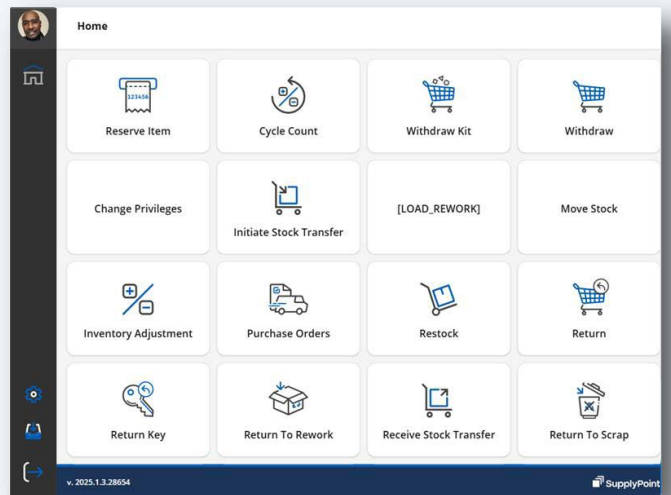 Home
123456
Reserve Item
Cycle Count
Withdraw Kit
Withdraw
Change Privileges
Initiate Stock Transfer
[LOAD_REWORK]
Move Stock
Inventory Adjustment
Purchase Orders
Restock
Return
Return Key
Return To Rework
Receive Stock Transfer
Return To Scrap
v. 2025.1.3.28654
SupplyPoint